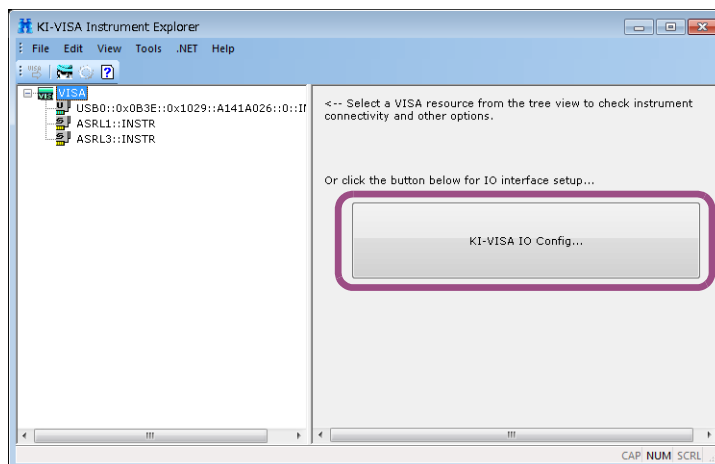 KI-VISA Instrument Explorer
File Edit View Tools .NET Help
VISA
USB0::0x0B3E::0x1029::A141A026::0::II
ASRL1::INSTR
ASRL3::INSTR
<-- Select a VISA resource from the tree view to check instrument
connectivity and other options.
Or click the button below for IO interface setup...
KI-VISA IO Config...
CAP NUM SCRL